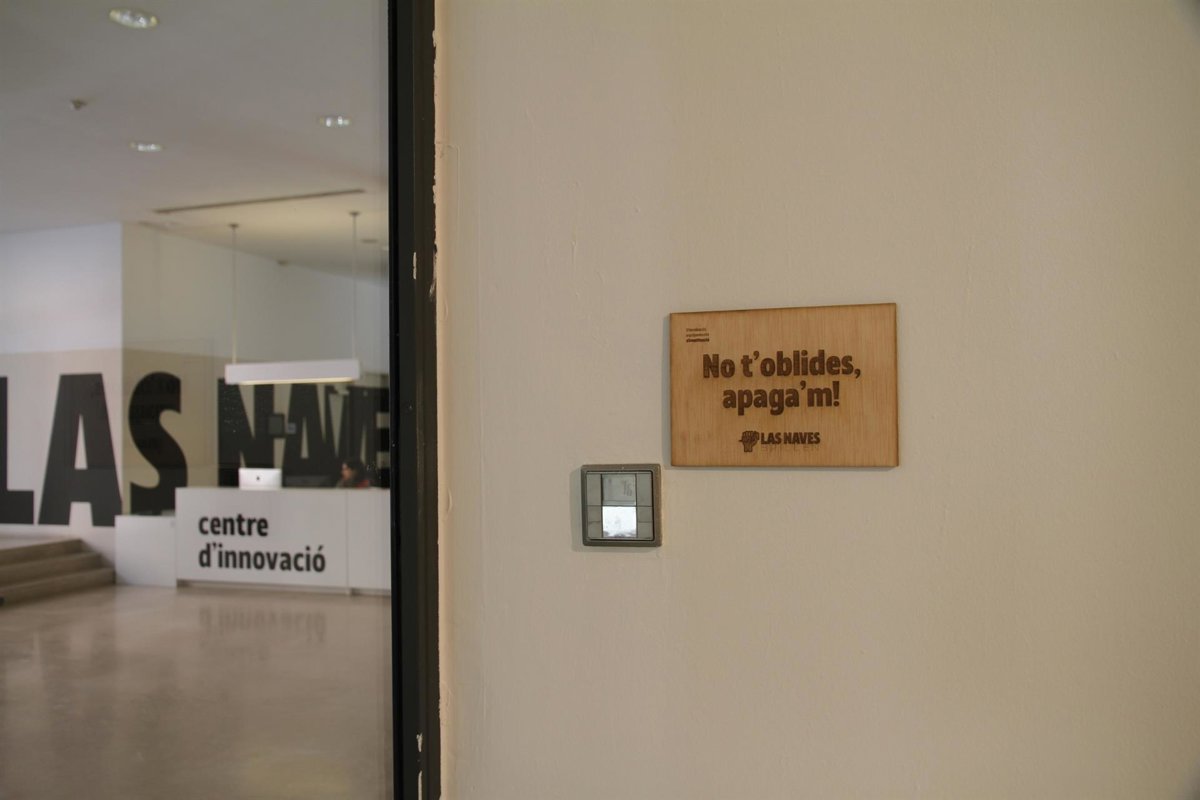 LAS NAVES
centre
d'innovació
No t'oblides,
apaga'm!
LAS NAVES